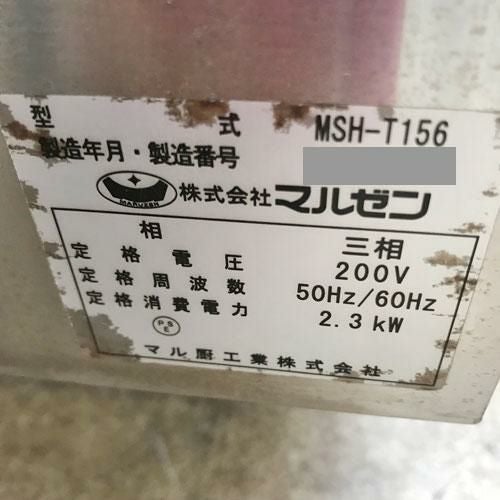 型式 MSH-T156
製造年月・製造番号
MARUZEN 株式会社マルゼン
相 三相
定格電圧 200V
定格周波数 50Hz/60Hz
定格消費電力 2.3kW
PSE
マル厨工業株式会社